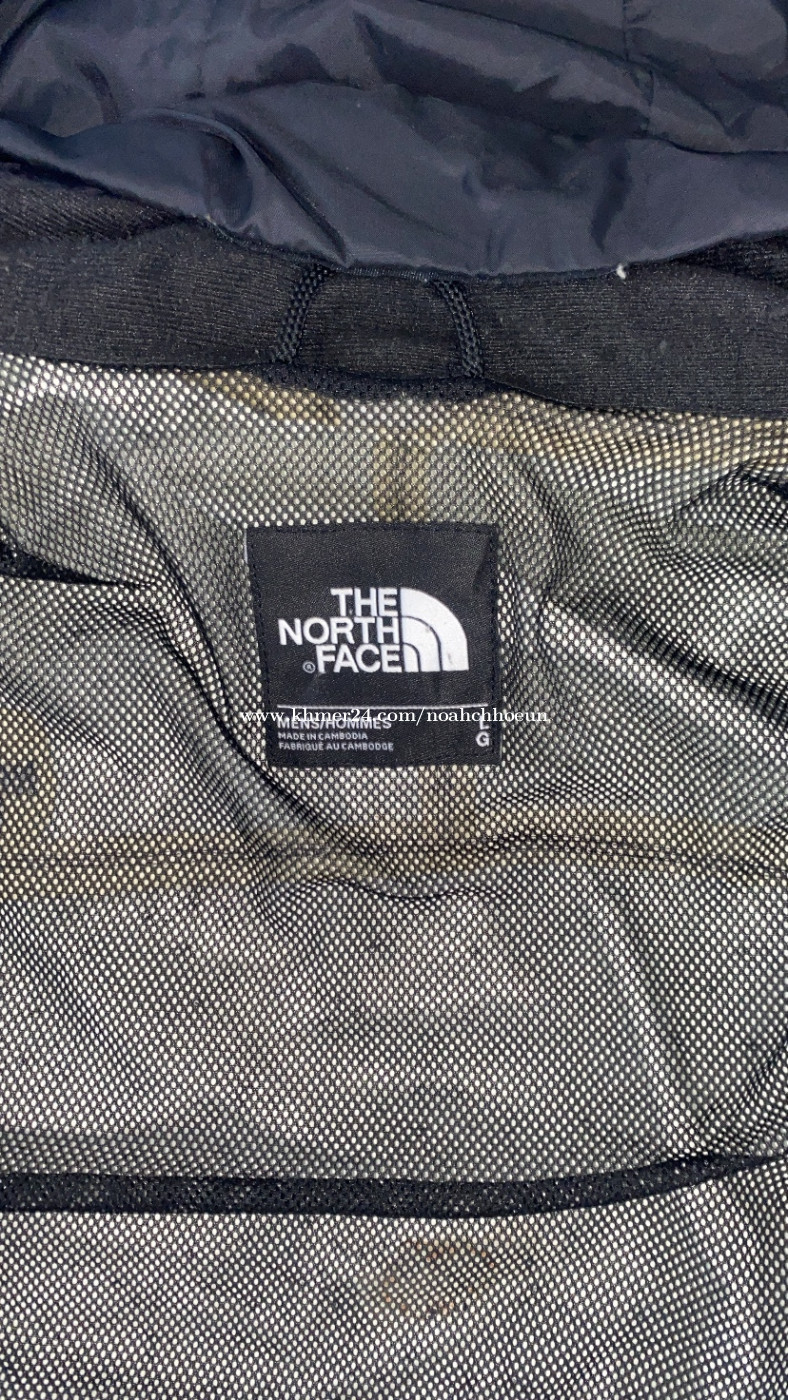 THE
NORTH
® FACE
www.khmer24.com/noahchhoeun
MENS/HOMMES L
MADE IN CAMBODIA
FABRIQUÉ AU CAMBODGE G